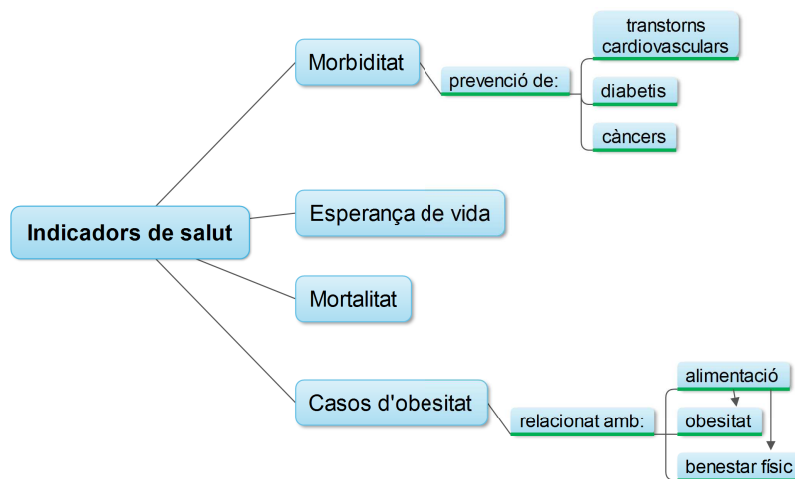 Indicadors de salut
Morbiditat
prevenció de:
transtorns
cardiovasculars
diabetis
càncers
Esperança de vida
Mortalitat
Casos d'obesitat
relacionat amb:
alimentació
obesitat
benestar físic